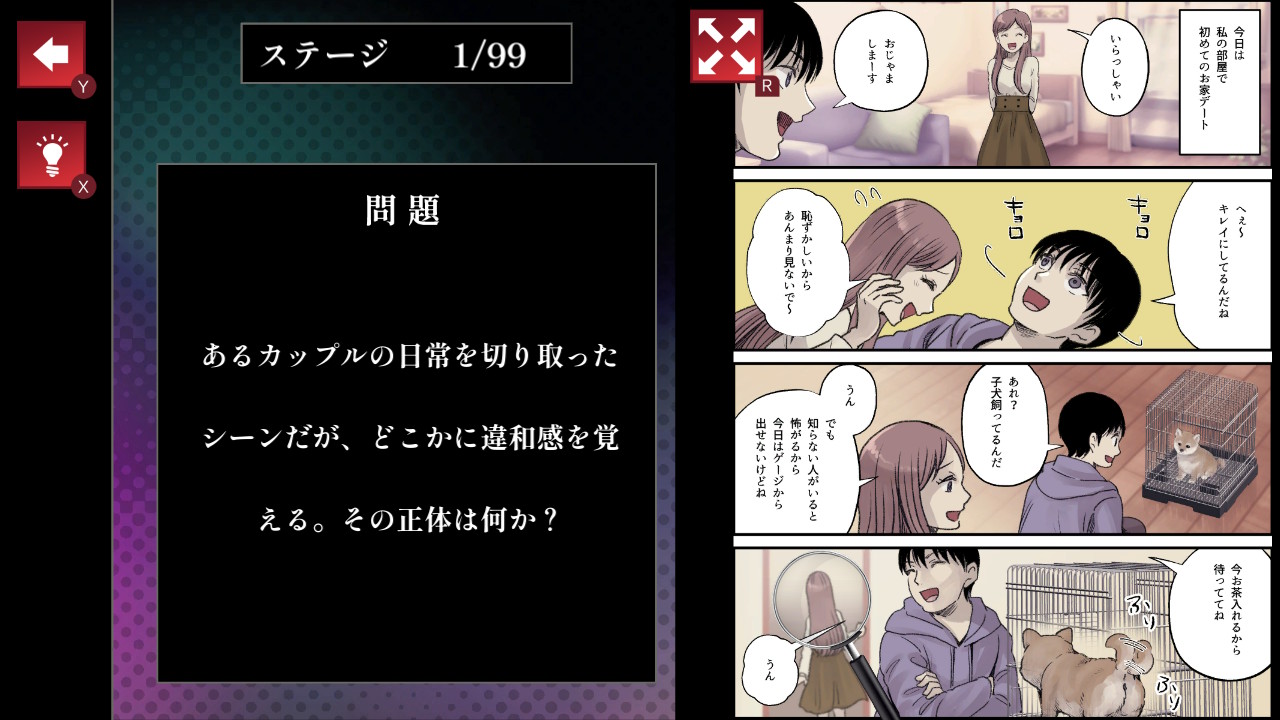 Y
X
ステージ 1/99
問題
あるカップルの日常を切り取った
シーンだが、どこかに違和感を覚
える。その正体は何か？
R
今日は
私の部屋で
初めてのお家デート
いらっしゃい
おじゃま
しまーす
へぇ〜
キレイにしてるんだね
キョロ
キョロ
恥ずかしいから
あんまり見ないで〜
あれ？
子犬飼ってるんだ
うん
でも
知らない人がいると
怖がるから
今日はゲージから
出せないけどね
今お茶入れるから
待っててね
ふり
ふり
うん